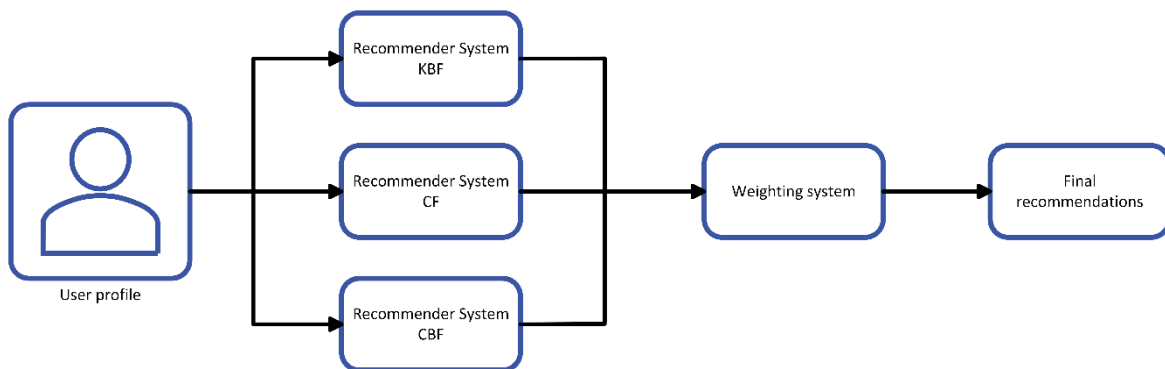 User profile
Recommender System
KBF
Recommender System
CF
Recommender System
CBF
Weighting system
Final
recommendations